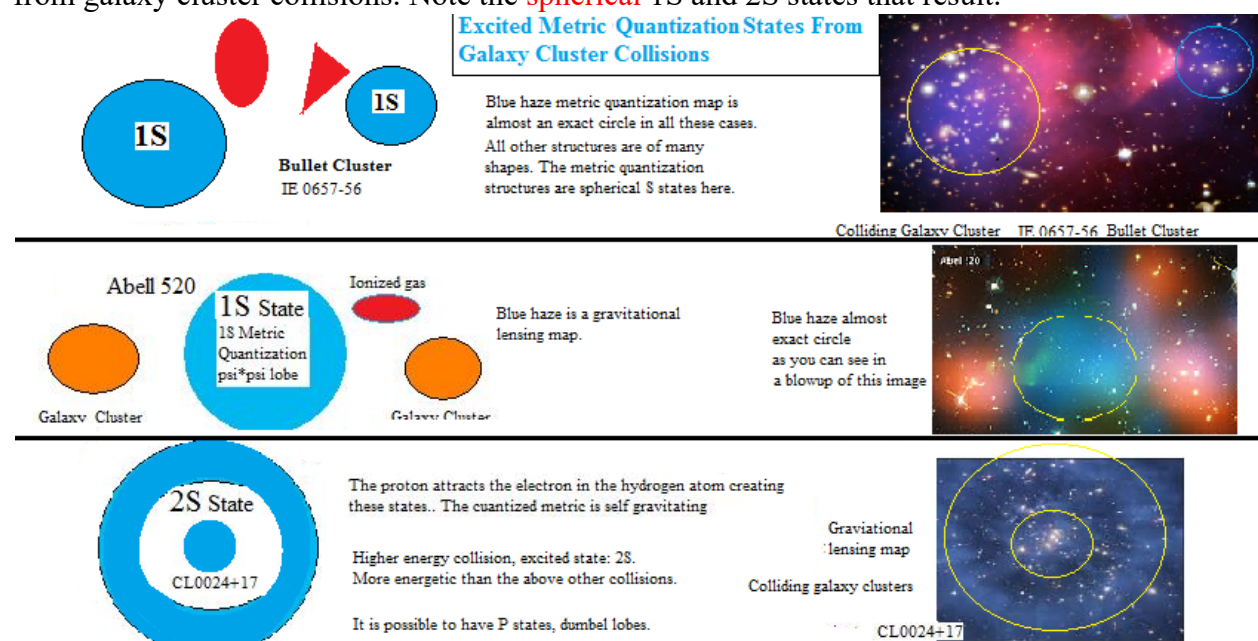 from galaxy cluster collisions. Note the spherical 1S and 2S states that result.
Excited Metric Quantization States From
Galaxy Cluster Collisions
1S
1S
Bullet Cluster
IE 0657-56
Blue haze metric quantization map is
almost an exact circle in all these cases.
All other structures are of many
shapes. The metric quantization
structures are spherical S states here.
Colliding Galaxy Cluster IE 0657-56 Bullet Cluster
Abell 520
1S State
1S Metric
Quantization
psi*psi lobe
Ionized gas
Galaxy Cluster
Galaxy Cluster
Blue haze is a gravitational
lensing map.
Blue haze almost
exact circle
as you can see in
a blowup of this image
Abel 520
2S State
CL0024+17
The proton attracts the electron in the hydrogen atom creating
these states.. The cuantized metric is self gravitating
Higher energy collision, excited state: 2S.
More energetic than the above other collisions.
It is possible to have P states, dumbel lobes.
Graviational
lensing map
Colliding galaxy clusters
CL0024+17